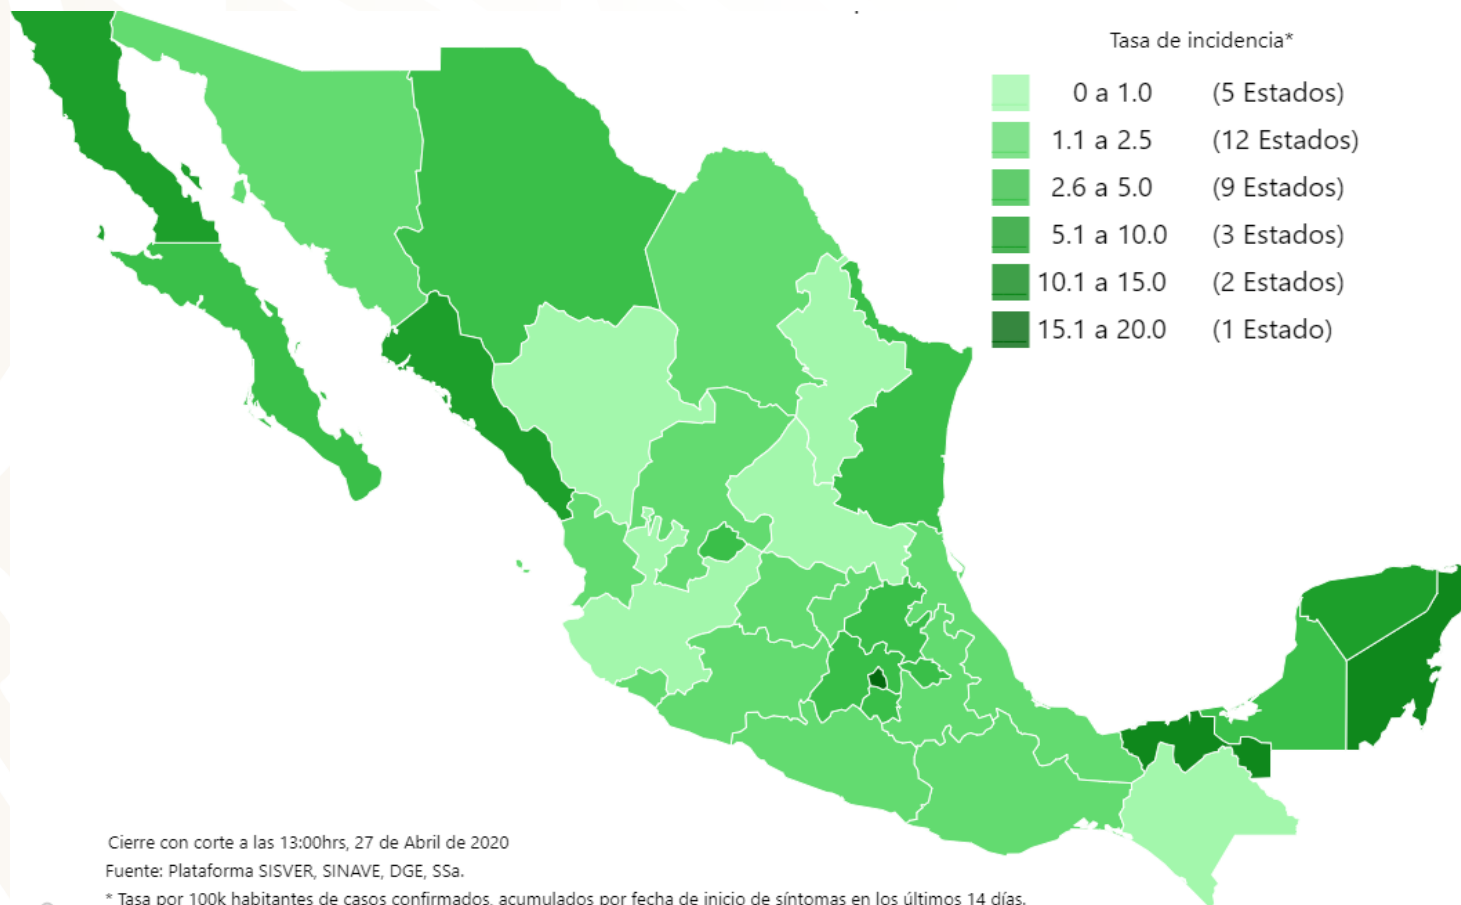 Tasa de incidencia*
0 a 1.0 (5 Estados)
1.1 a 2.5 (12 Estados)
2.6 a 5.0 (9 Estados)
5.1 a 10.0 (3 Estados)
10.1 a 15.0 (2 Estados)
15.1 a 20.0 (1 Estado)
Cierre con corte a las 13:00hrs, 27 de Abril de 2020
Fuente: Plataforma SISVER, SINAVE, DGE, SSa.
* Tasa por 100k habitantes de casos confirmados, acumulados por fecha de inicio de síntomas en los últimos 14 días.